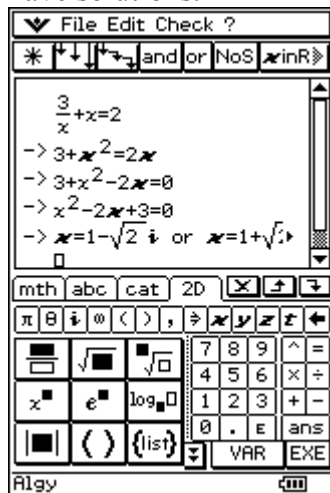 File Edit Check ?
and or NoS xinR
3/x+x=2
-> 3+x²=2x
-> 3+x²-2x=0
-> x²-2x+3=0
-> x=1-√2 i or x=1+√
mth abc cat 2D
π θ i ∞ ( ) , ⇒ x y z t ←
7 8 9 ^ =
√■ ■√□ 4 5 6 × ÷
x■ e■ log■□ 1 2 3 + -
|■| ( ) {list} 0 . E ans
VAR EXE
Algy